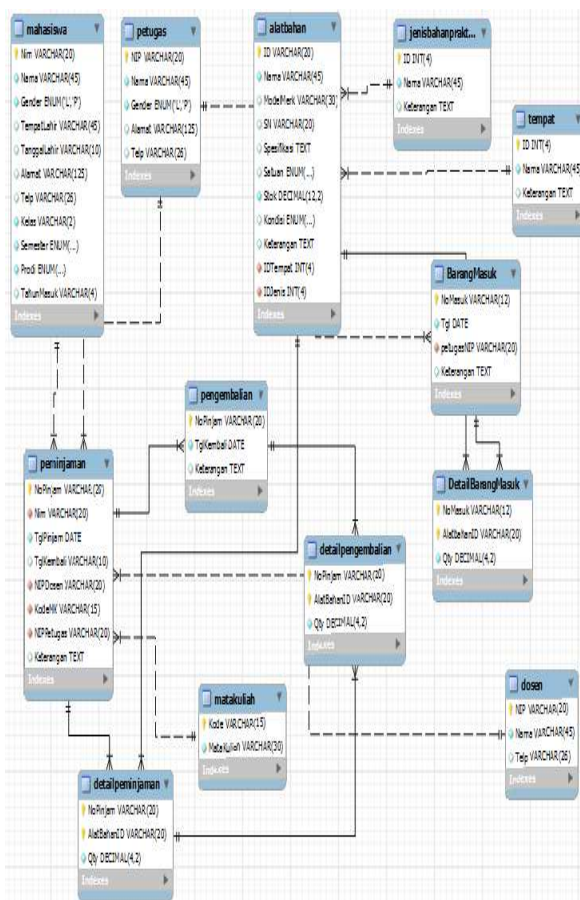 mahasiswa
Nim VARCHAR(20)
Nama VARCHAR(45)
Gender ENUM('L','P')
TempatLahir VARCHAR(45)
TanggalLahir VARCHAR(10)
Alamat VARCHAR(125)
Telp VARCHAR(26)
Kelas VARCHAR(2)
Semester ENUM(...)
Prodi ENUM(...)
TahunMasuk VARCHAR(4)
Indexes
petugas
NIP VARCHAR(20)
Nama VARCHAR(45)
Gender ENUM('L','P')
Alamat VARCHAR(125)
Telp VARCHAR(26)
Indexes
alatbahan
ID VARCHAR(20)
Nama VARCHAR(45)
ModelMerk VARCHAR(30)
SN VARCHAR(20)
Spesifikasi TEXT
Satuan ENUM(...)
Stok DECIMAL(12,2)
Kondisi ENUM(...)
Keterangan TEXT
IDTempat INT(4)
IDJenis INT(4)
Indexes
jenisbahanprakt...
ID INT(4)
Nama VARCHAR(45)
Keterangan TEXT
Indexes
tempat
ID INT(4)
Nama VARCHAR(45)
Keterangan TEXT
Indexes
BarangMasuk
NoMasuk VARCHAR(12)
Tgl DATE
petugasNIP VARCHAR(20)
Keterangan TEXT
Indexes
pengembalian
NoPinjam VARCHAR(20)
TglKembali DATE
Keterangan TEXT
Indexes
peminjaman
NoPinjam VARCHAR(20)
Nim VARCHAR(20)
TglPinjam DATE
TglKembali VARCHAR(10)
NIPDosen VARCHAR(20)
KodeMK VARCHAR(15)
NIPPetugas VARCHAR(20)
Keterangan TEXT
Indexes
DetailBarangMasuk
NoMasuk VARCHAR(12)
AlatbahanID VARCHAR(20)
Qty DECIMAL(4,2)
Indexes
detailpengembalian
NoPinjam VARCHAR(20)
AlatBahanID VARCHAR(20)
Qty DECIMAL(4,2)
Indexes
matakuliah
Kode VARCHAR(15)
MataKuliah VARCHAR(30)
Indexes
dosen
NIP VARCHAR(20)
Nama VARCHAR(45)
Telp VARCHAR(26)
Indexes
detailpeminjaman
NoPinjam VARCHAR(20)
AlatBahanID VARCHAR(20)
Qty DECIMAL(4,2)
Indexes